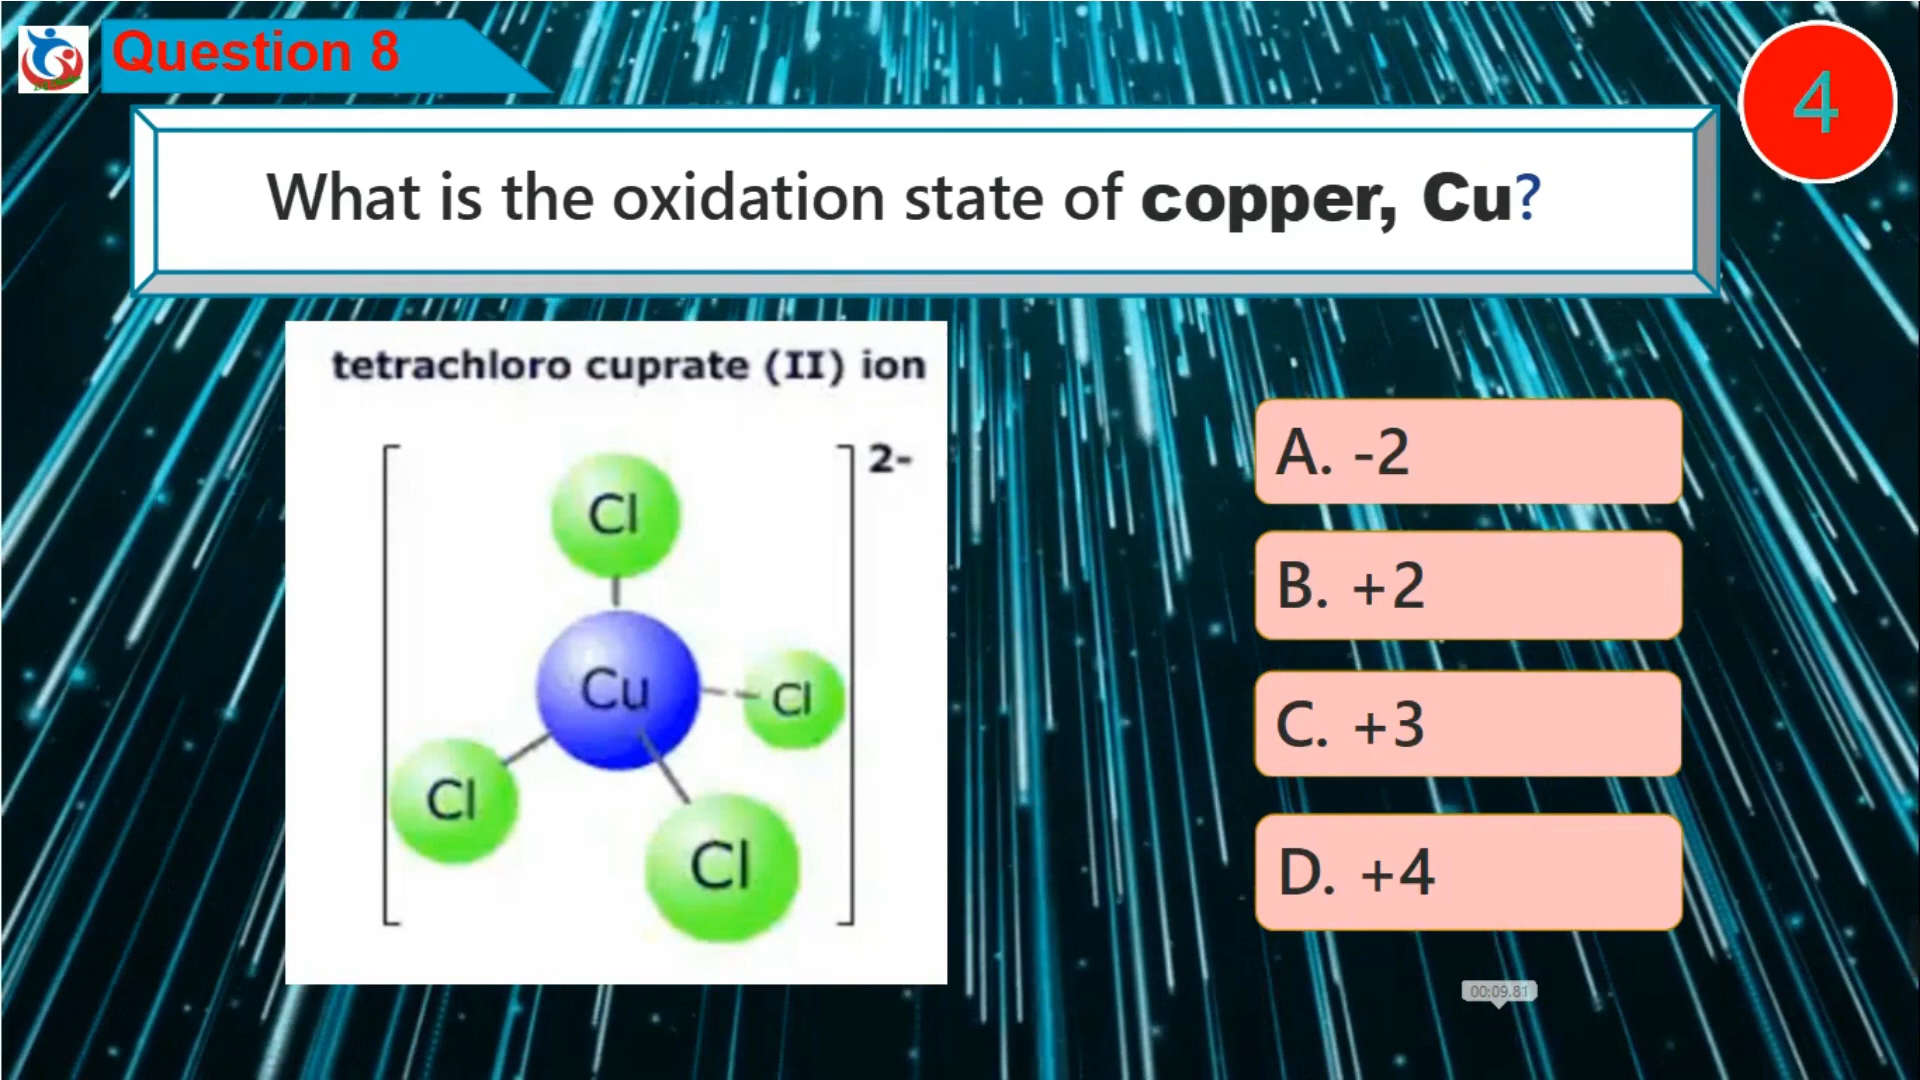 Question 8
4
What is the oxidation state of copper, Cu?
tetrachloro cuprate (II) ion
2-
Cl
Cu
Cl
Cl
Cl
A. -2
B. +2
C. +3
D. +4
00:09.81